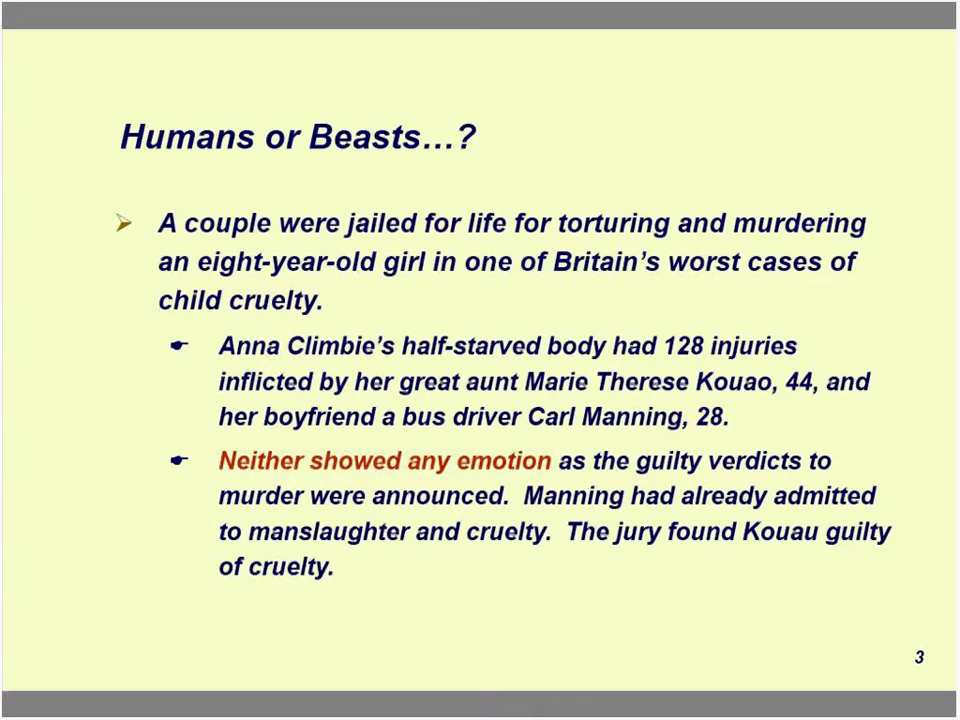 Humans or Beasts…?
A couple were jailed for life for torturing and murdering
an eight-year-old girl in one of Britain's worst cases of
child cruelty.
Anna Climbie's half-starved body had 128 injuries
inflicted by her great aunt Marie Therese Kouao, 44, and
her boyfriend a bus driver Carl Manning, 28.
Neither showed any emotion as the guilty verdicts to
murder were announced.  Manning had already admitted
to manslaughter and cruelty.  The jury found Kouau guilty
of cruelty.
3